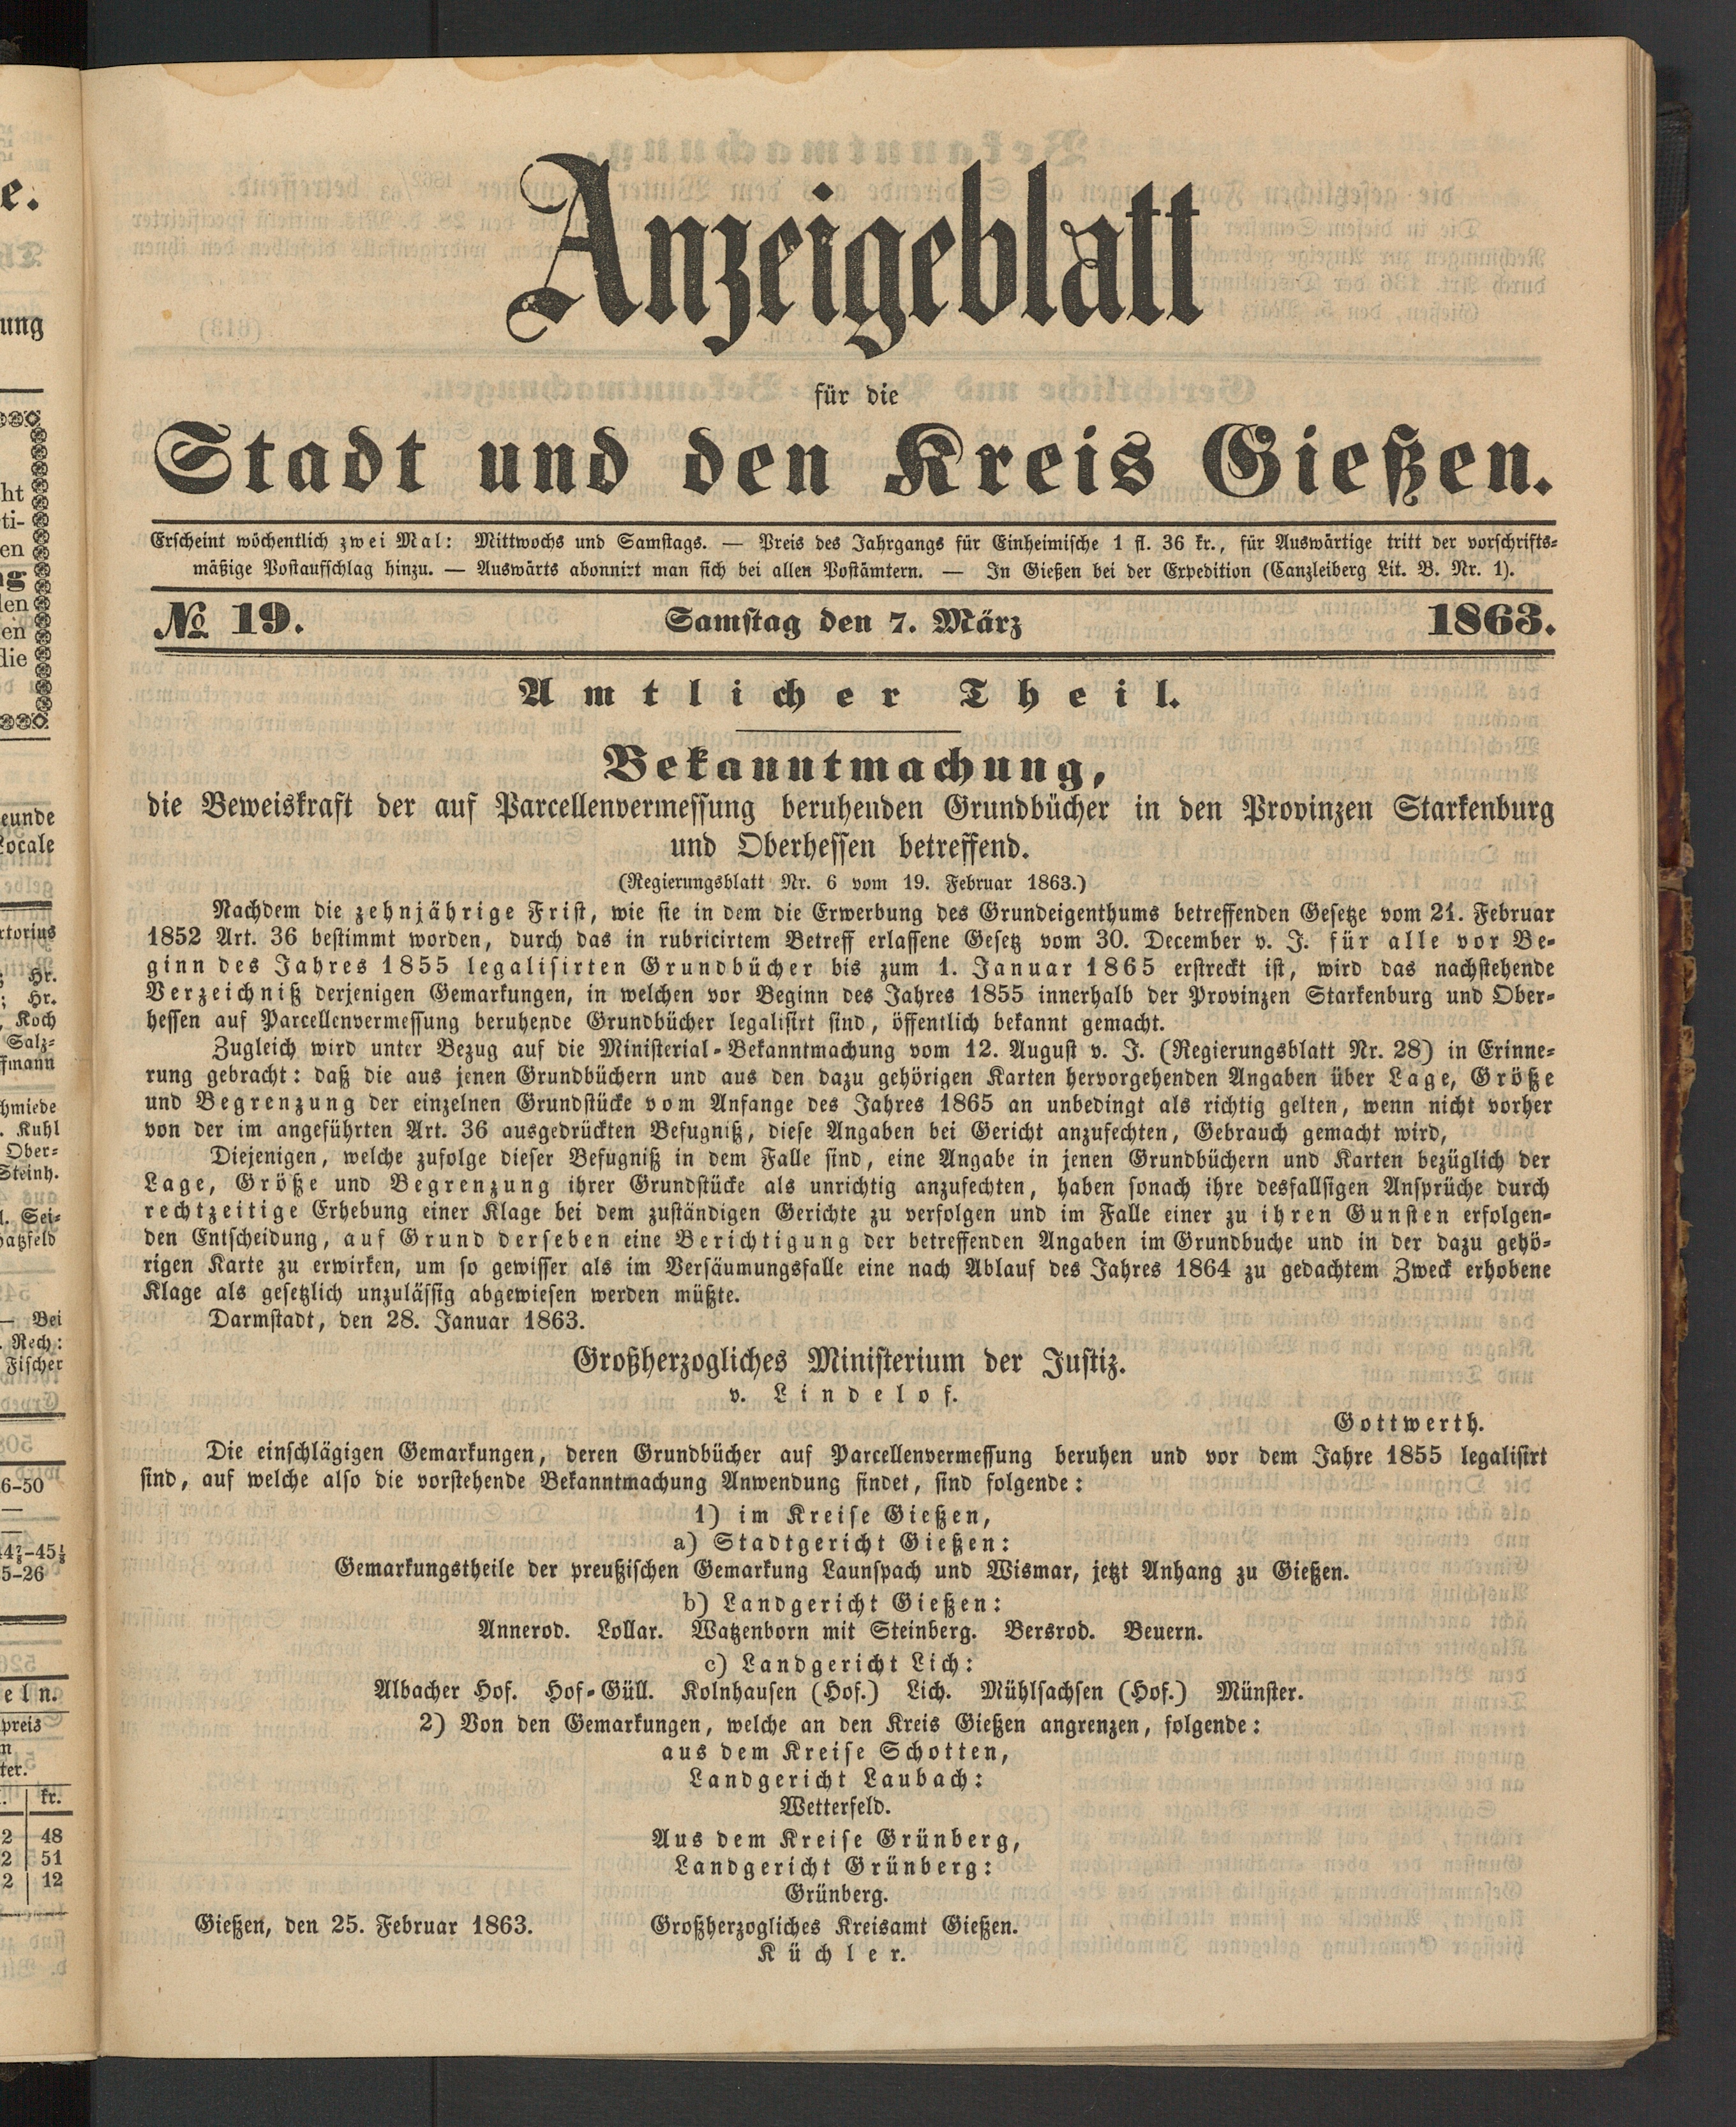 Anzeigeblatt
für die
Stadt und den Kreis Gießen.
Erscheint wöchentlich zwei Mal: Mittwochs und Samstags. — Preis des Jahrgangs für Einheimische 1 fl. 36 kr., für Auswärtige tritt der vorschrifts-
mäßige Postaufschlag hinzu. — Auswärts abonnirt man sich bei allen Postämtern. — In Gießen bei der Expedition (Canzleiberg Lit. B. Nr. 1).
№ 19. Samstag den 7. März 1863.
Amtlicher Theil.
Bekanntmachung,
die Beweiskraft der auf Parcellenvermessung beruhenden Grundbücher in den Provinzen Starkenburg
und Oberhessen betreffend.
(Regierungsblatt Nr. 6 vom 19. Februar 1863.)
Nachdem die zehnjährige Frist, wie sie in dem die Erwerbung des Grundeigenthums betreffenden Gesetze vom 21. Februar
1852 Art. 36 bestimmt worden, durch das in rubricirtem Betreff erlassene Gesetz vom 30. December v. J. für alle vor Be-
ginn des Jahres 1855 legalisirten Grundbücher bis zum 1. Januar 1865 erstreckt ist, wird das nachstehende
Verzeichniß derjenigen Gemarkungen, in welchen vor Beginn des Jahres 1855 innerhalb der Provinzen Starkenburg und Ober-
hessen auf Parcellenvermessung beruhende Grundbücher legalisirt sind, öffentlich bekannt gemacht.
Zugleich wird unter Bezug auf die Ministerial-Bekanntmachung vom 12. August v. J. (Regierungsblatt Nr. 28) in Erinne-
rung gebracht: daß die aus jenen Grundbüchern und aus den dazu gehörigen Karten hervorgehenden Angaben über Lage, Größe
und Begrenzung der einzelnen Grundstücke vom Anfange des Jahres 1865 an unbedingt als richtig gelten, wenn nicht vorher
von der im angeführten Art. 36 ausgedrückten Befugniß, diese Angaben bei Gericht anzufechten, Gebrauch gemacht wird,
Diejenigen, welche zufolge dieser Befugniß in dem Falle sind, eine Angabe in jenen Grundbüchern und Karten bezüglich der
Lage, Größe und Begrenzung ihrer Grundstücke als unrichtig anzufechten, haben sonach ihre desfallsigen Ansprüche durch
rechtzeitige Erhebung einer Klage bei dem zuständigen Gerichte zu verfolgen und im Falle einer zu ihren Gunsten erfolgen-
den Entscheidung, auf Grund derseben eine Berichtigung der betreffenden Angaben im Grundbuche und in der dazu gehö-
rigen Karte zu erwirken, um so gewisser als im Versäumungsfalle eine nach Ablauf des Jahres 1864 zu gedachtem Zweck erhobene
Klage als gesetzlich unzulässig abgewiesen werden müßte.
Darmstadt, den 28. Januar 1863.
Großherzogliches Ministerium der Justiz.
v. Lindelof.
Gottwerth.
Die einschlägigen Gemarkungen, deren Grundbücher auf Parcellenvermessung beruhen und vor dem Jahre 1855 legalisirt
sind, auf welche also die vorstehende Bekanntmachung Anwendung findet, sind folgende:
1) im Kreise Gießen,
a) Stadtgericht Gießen:
Gemarkungstheile der preußischen Gemarkung Launspach und Wismar, jetzt Anhang zu Gießen.
b) Landgericht Gießen:
Annerod. Lollar. Watzenborn mit Steinberg. Bersrod. Beuern.
c) Landgericht Lich:
Albacher Hof. Hof-Güll. Kolnhausen (Hof.) Lich. Mühlsachsen (Hof.) Münster.
2) Von den Gemarkungen, welche an den Kreis Gießen angrenzen, folgende:
aus dem Kreise Schotten,
Landgericht Laubach:
Wetterfeld.
Aus dem Kreise Grünberg,
Landgericht Grünberg:
Grünberg.
Gießen, den 25. Februar 1863. Großherzogliches Kreisamt Gießen.
Küchler.